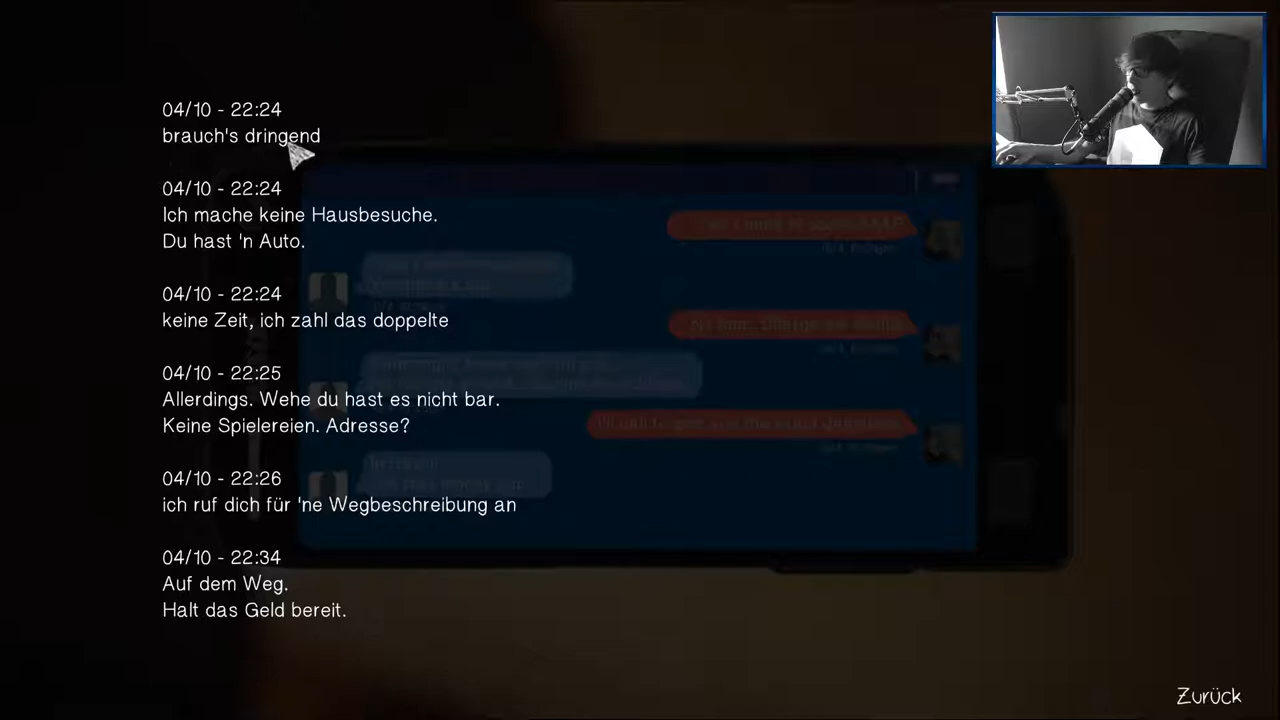 04/10 - 22:24
brauch's dringend
04/10 - 22:24
Ich mache keine Hausbesuche.
Du hast 'n Auto.
04/10 - 22:24
keine Zeit, ich zahl das doppelte
04/10 - 22:25
Allerdings. Wehe du hast es nicht bar.
Keine Spielereien. Adresse?
04/10 - 22:26
ich ruf dich für 'ne Wegbeschreibung an
04/10 - 22:34
Auf dem Weg.
Halt das Geld bereit.
Zurück